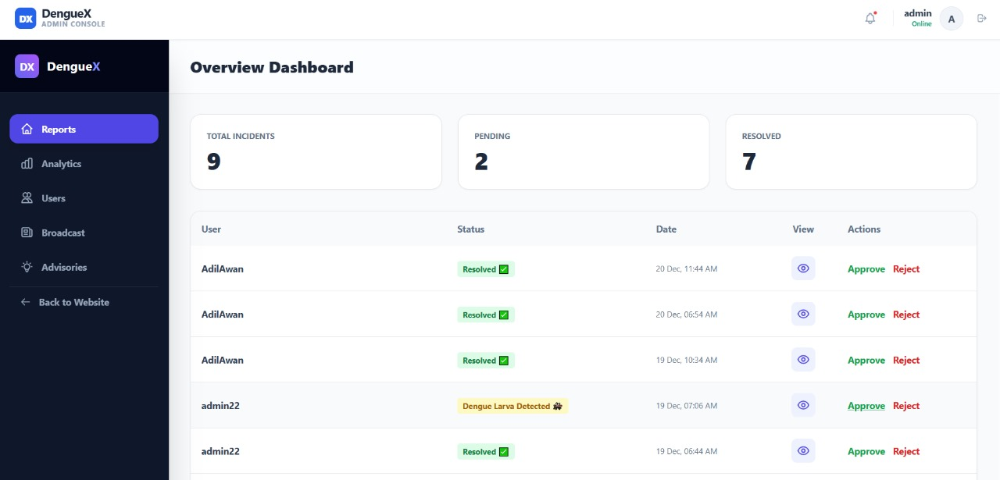 DX DengueX
ADMIN CONSOLE
admin
Online
A
DX DengueX
Reports
Analytics
Users
Broadcast
Advisories
← Back to Website
Overview Dashboard
TOTAL INCIDENTS
9
PENDING
2
RESOLVED
7
User Status Date View Actions
AdilAwan Resolved ✅ 20 Dec, 11:44 AM Approve Reject
AdilAwan Resolved ✅ 20 Dec, 06:54 AM Approve Reject
AdilAwan Resolved ✅ 19 Dec, 10:34 AM Approve Reject
admin22 Dengue Larva Detected 🦟 19 Dec, 07:06 AM Approve Reject
admin22 Resolved ✅ 19 Dec, 06:44 AM Approve Reject